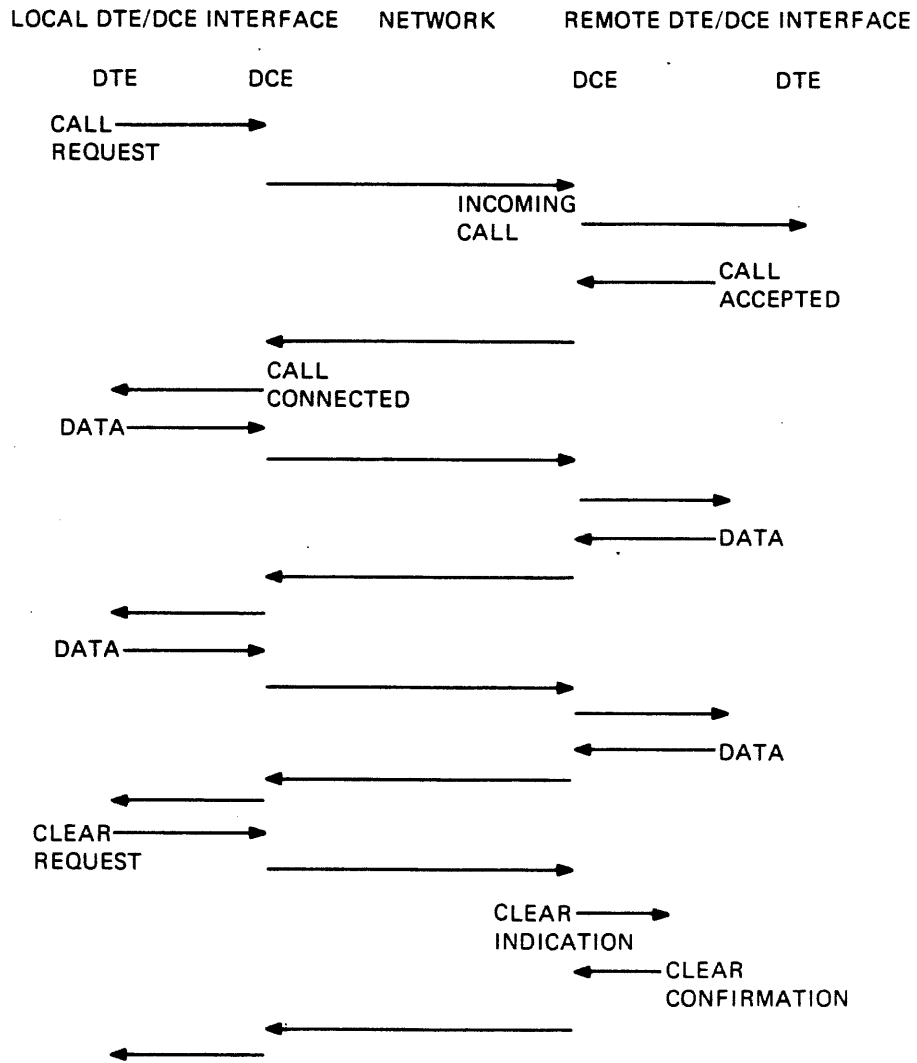 LOCAL DTE/DCE INTERFACE NETWORK REMOTE DTE/DCE INTERFACE
DTE DCE DCE DTE
CALL
REQUEST
INCOMING
CALL
CALL
ACCEPTED
CALL
CONNECTED
DATA
DATA
DATA
DATA
CLEAR
REQUEST
CLEAR
INDICATION
CLEAR
CONFIRMATION